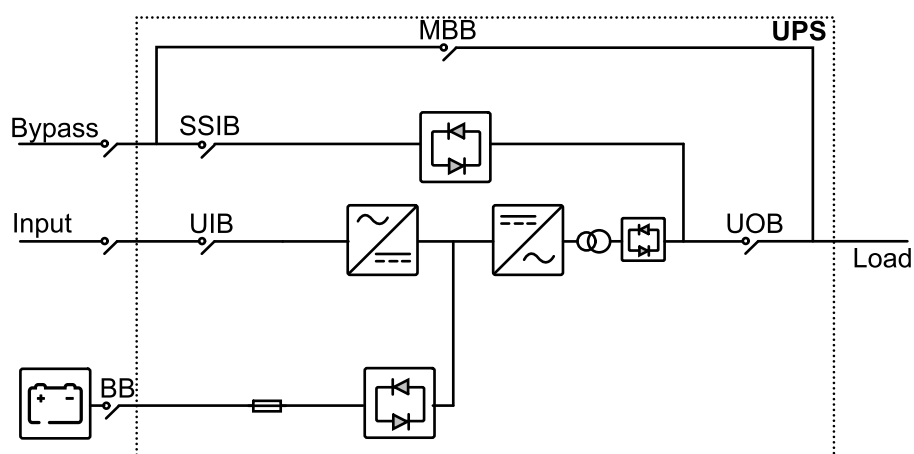 MBB
UPS
Bypass
SSIB
Input
UIB
UOB
Load
BB